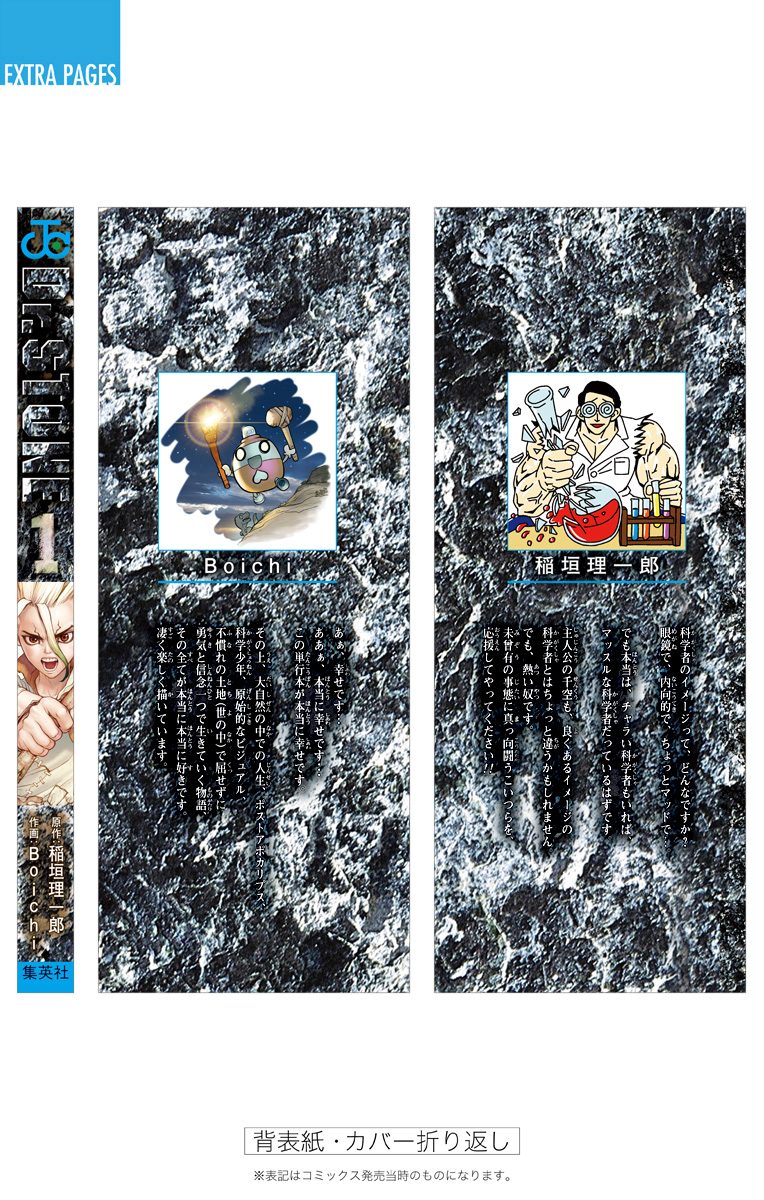 EXTRA PAGES
JC
Dr.STONE
1
原作 稲垣理一郎
作画 Boichi
集英社
Boichi
あぁ、幸せです…
ああぁ、本当に幸せです…
この単行本が本当に幸せです
その上、大自然の中での人生、ポストアポカリプス、
科学少年、原始的なビジュアル
不慣れの土地(世の中)で屈せずに
勇気と信念一つで生きていく物語、
その全てが本当に本当に好きです。
凄く楽しく描いています。
稲垣理一郎
科学者のイメージって、どんなですか?
眼鏡で、内向的で、ちょっとマッドで…
でも本当は、チャラい科学者もいれば
マッスルな科学者だっているはずです
主人公の千空も、良くあるイメージの
科学者とはちょっと違うかもしれません
でも、熱い奴です。
未曾有の事態に真っ向闘うこいつらを、
応援してやってください!!
背表紙・カバー折り返し
※表記はコミックス発売当時のものになります。